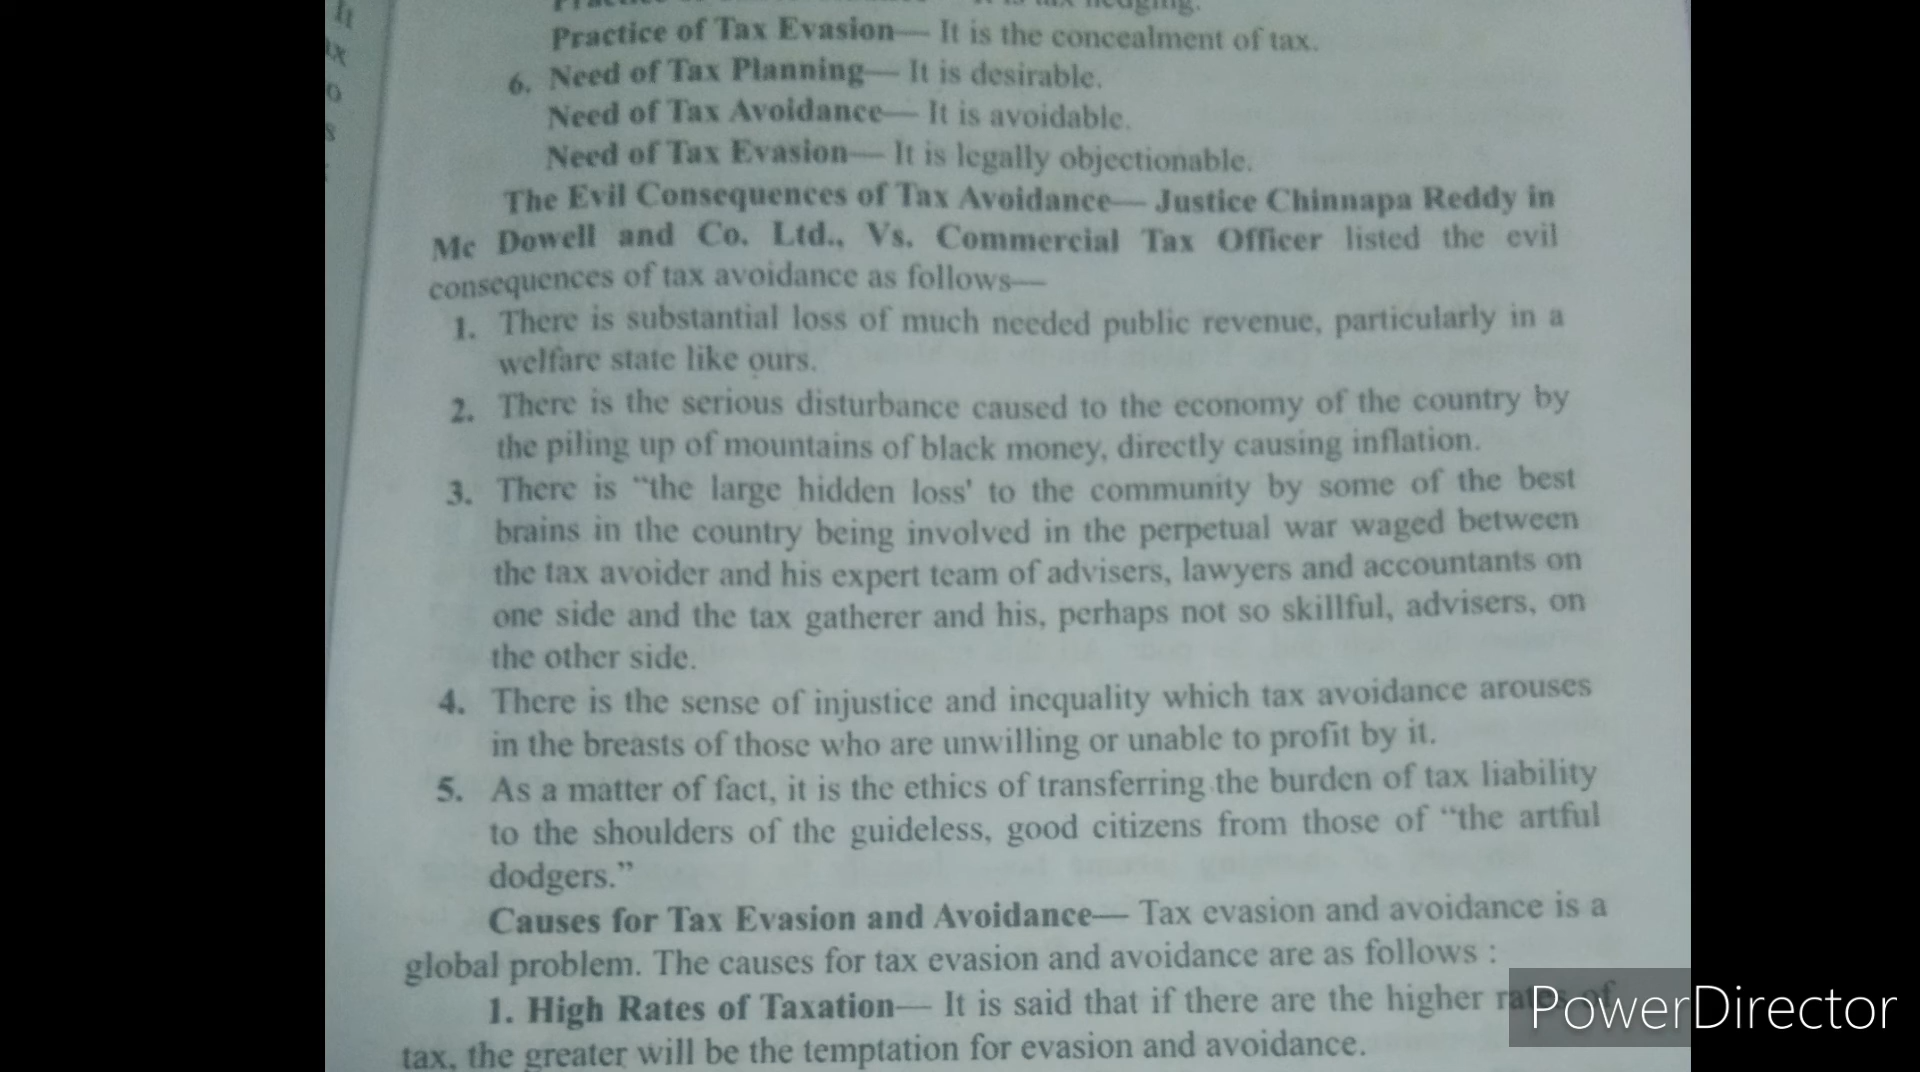 It
ax
o
s
Practice of Tax Evasion— It is the concealment of tax.
6. Need of Tax Planning— It is desirable.
Need of Tax Avoidance— It is avoidable.
Need of Tax Evasion— It is legally objectionable.
The Evil Consequences of Tax Avoidance— Justice Chinnapa Reddy in
Mc Dowell and Co. Ltd., Vs. Commercial Tax Officer listed the evil
consequences of tax avoidance as follows—
1. There is substantial loss of much needed public revenue, particularly in a
welfare state like ours.
2. There is the serious disturbance caused to the economy of the country by
the piling up of mountains of black money, directly causing inflation.
3. There is “the large hidden loss' to the community by some of the best
brains in the country being involved in the perpetual war waged between
the tax avoider and his expert team of advisers, lawyers and accountants on
one side and the tax gatherer and his, perhaps not so skillful, advisers, on
the other side.
4. There is the sense of injustice and inequality which tax avoidance arouses
in the breasts of those who are unwilling or unable to profit by it.
5. As a matter of fact, it is the ethics of transferring the burden of tax liability
to the shoulders of the guideless, good citizens from those of “the artful
dodgers.”
Causes for Tax Evasion and Avoidance— Tax evasion and avoidance is a
global problem. The causes for tax evasion and avoidance are as follows :
1. High Rates of Taxation— It is said that if there are the higher rates of
tax, the greater will be the temptation for evasion and avoidance.
PowerDirector